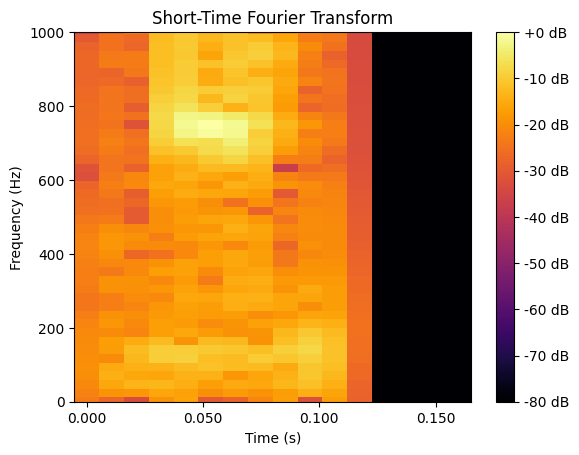 Short-Time Fourier Transform
1000
800
600
400
200
0
Frequency (Hz)
0.000
0.050
0.100
0.150
Time (s)
+0 dB
-10 dB
-20 dB
-30 dB
-40 dB
-50 dB
-60 dB
-70 dB
-80 dB